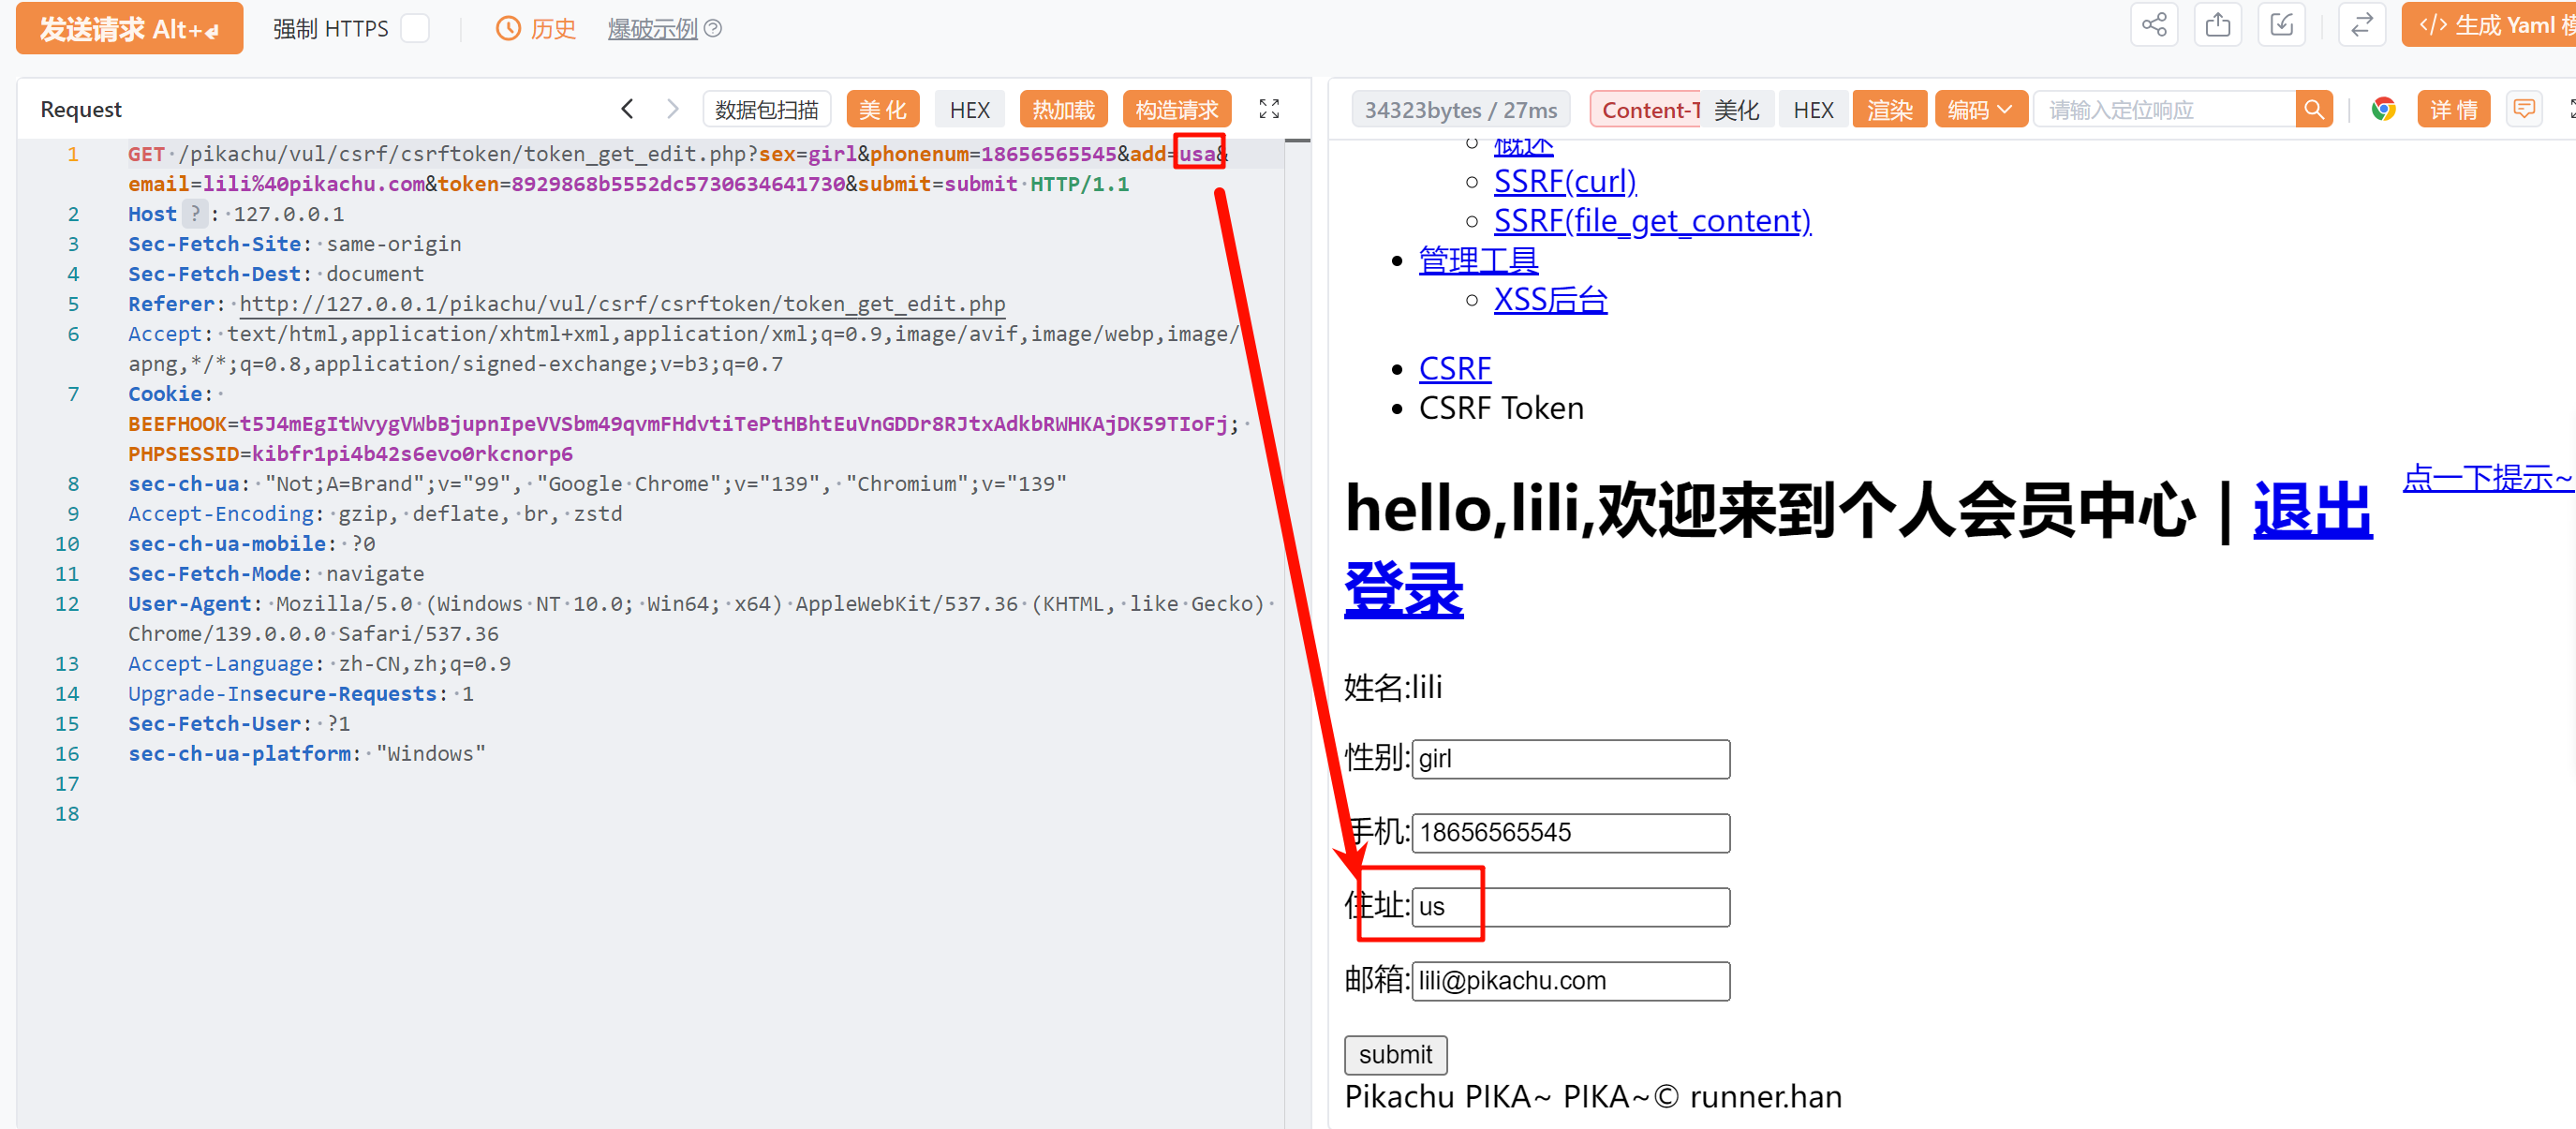 发送请求 Alt+
强制 HTTPS
历史
爆破示例
</> 生成 Yaml
Request
数据包扫描
美 化
HEX
热加载
构造请求
34323bytes / 27ms
Content-T
美化
HEX
渲染
编码
请输入定位响应
详 情
1 GET /pikachu/vul/csrf/csrftoken/token_get_edit.php?sex=girl&phonenum=18656565545&add=usa&
email=lili%40pikachu.com&token=8929868b5552dc5730634641730&submit=submit HTTP/1.1
2 Host ? : 127.0.0.1
3 Sec-Fetch-Site: same-origin
4 Sec-Fetch-Dest: document
5 Referer: http://127.0.0.1/pikachu/vul/csrf/csrftoken/token_get_edit.php
6 Accept: text/html,application/xhtml+xml,application/xml;q=0.9,image/avif,image/webp,image/
apng,*/*;q=0.8,application/signed-exchange;v=b3;q=0.7
7 Cookie:
BEEFHOOK=t5J4mEgItWvygVWbBjupnIpeVVSbm49qvmFHdvtiTePtHBhtEuVnGDDr8RJtxAdkbRWHKAjDK59TIoFj;
PHPSESSID=kibfr1pi4b42s6evo0rkcnorp6
8 sec-ch-ua: "Not;A=Brand";v="99", "Google Chrome";v="139", "Chromium";v="139"
9 Accept-Encoding: gzip, deflate, br, zstd
10 sec-ch-ua-mobile: ?0
11 Sec-Fetch-Mode: navigate
12 User-Agent: Mozilla/5.0 (Windows NT 10.0; Win64; x64) AppleWebKit/537.36 (KHTML, like Gecko)
Chrome/139.0.0.0 Safari/537.36
13 Accept-Language: zh-CN,zh;q=0.9
14 Upgrade-Insecure-Requests: 1
15 Sec-Fetch-User: ?1
16 sec-ch-ua-platform: "Windows"
17
18
概述
SSRF(curl)
SSRF(file_get_content)
管理工具
XSS后台
CSRF
CSRF Token
点一下提示~
hello,lili,欢迎来到个人会员中心 | 退出
登录
姓名:lili
性别:girl
手机:18656565545
住址:us
邮箱:lili@pikachu.com
submit
Pikachu PIKA~ PIKA~© runner.han